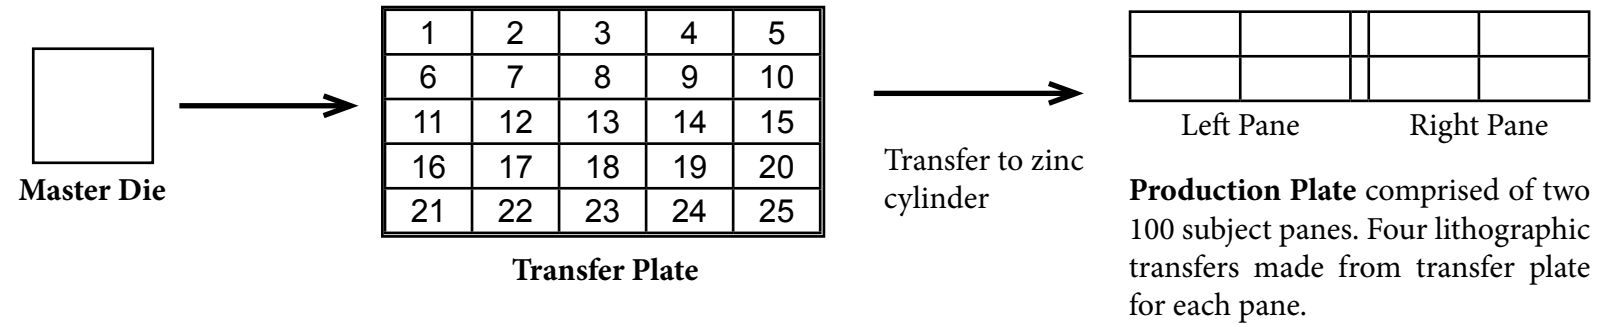 Master Die
1 2 3 4 5
6 7 8 9 10
11 12 13 14 15
16 17 18 19 20
21 22 23 24 25
Transfer Plate
Transfer to zinc
cylinder
Left Pane Right Pane
Production Plate comprised of two
100 subject panes. Four lithographic
transfers made from transfer plate
for each pane.